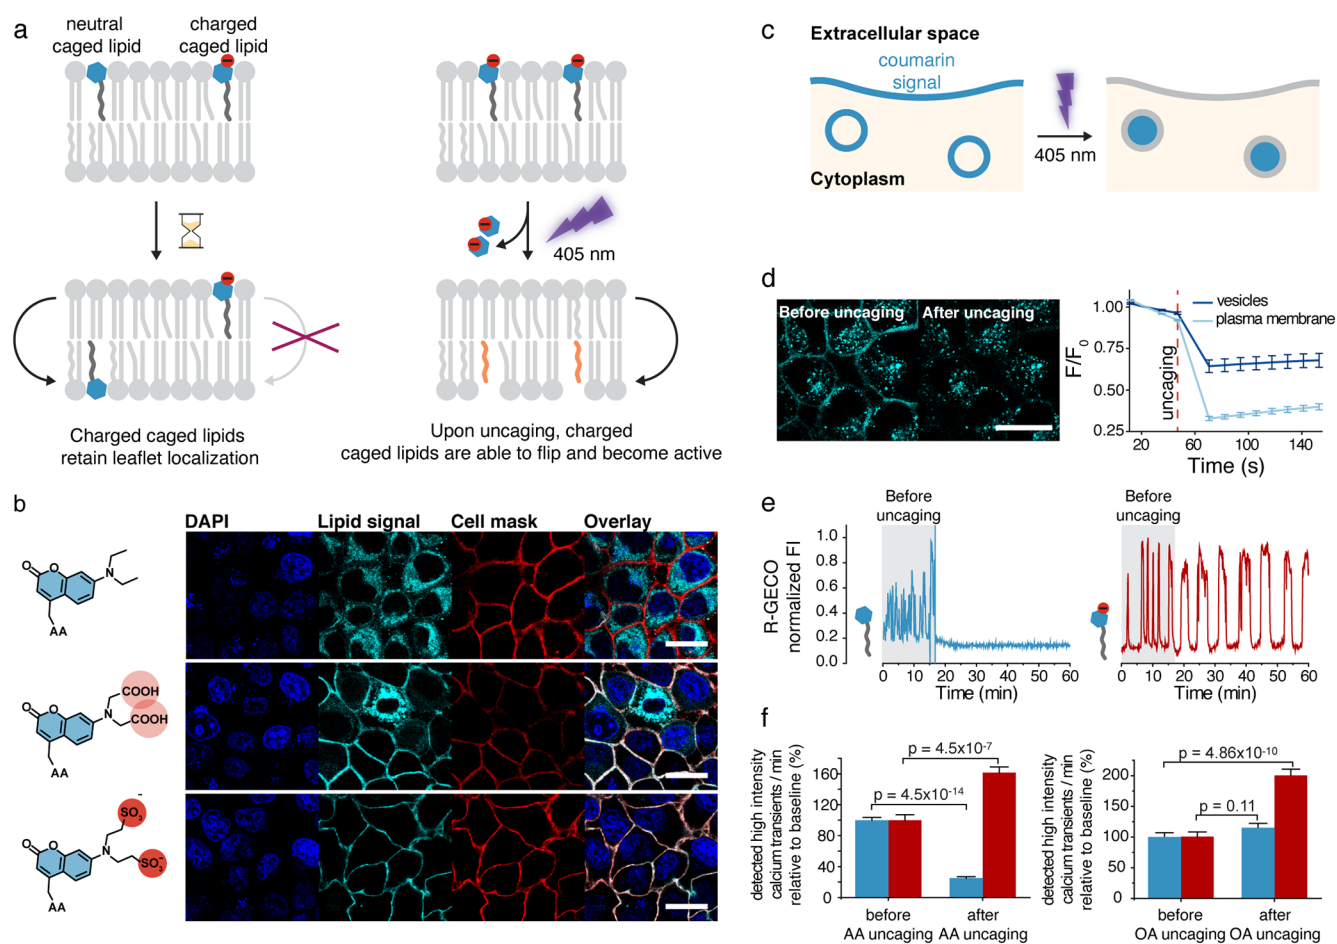 a
neutral
caged lipid
charged
caged lipid
405 nm
Charged caged lipids
retain leaflet localization
Upon uncaging, charged
caged lipids are able to flip and become active
b
DAPI
Lipid signal
Cell mask
Overlay
O
O
N
AA
O
O
N
COOH
COOH
AA
O
O
N
SO3−
SO3−
AA
c
Extracellular space
coumarin
signal
Cytoplasm
405 nm
d
Before uncaging
After uncaging
F/F0
1.00
0.75
0.50
0.25
uncaging
vesicles
plasma membrane
20 60 100 140
Time (s)
e
Before
uncaging
R-GECO
normalized FI
1.0
0.8
0.6
0.4
0.2
0.0
0 10 20 30 40 50 60
Time (min)
Before
uncaging
0 10 20 30 40 50 60
Time (min)
f
detected high intensity
calcium transients / min
relative to baseline (%)
160
120
80
40
0
p = 4.5x10-7
p = 4.5x10-14
before
AA uncaging
after
AA uncaging
detected high intensity
calcium transients / min
relative to baseline (%)
200
150
100
50
0
p = 4.86x10-10
p = 0.11
before
OA uncaging
after
OA uncaging